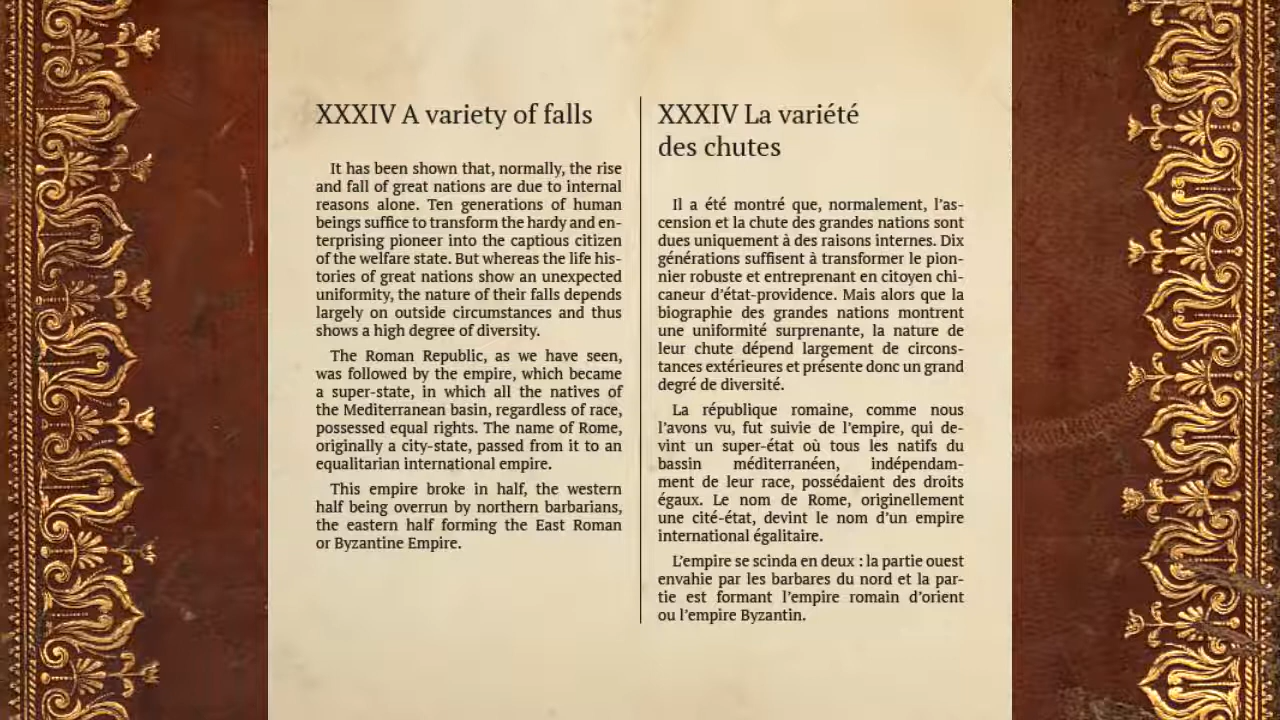 XXXIV A variety of falls
It has been shown that, normally, the rise
and fall of great nations are due to internal
reasons alone. Ten generations of human
beings suffice to transform the hardy and en-
terprising pioneer into the captious citizen
of the welfare state. But whereas the life his-
tories of great nations show an unexpected
uniformity, the nature of their falls depends
largely on outside circumstances and thus
shows a high degree of diversity.
The Roman Republic, as we have seen,
was followed by the empire, which became
a super-state, in which all the natives of
the Mediterranean basin, regardless of race,
possessed equal rights. The name of Rome,
originally a city-state, passed from it to an
equalitarian international empire.
This empire broke in half, the western
half being overrun by northern barbarians,
the eastern half forming the East Roman
or Byzantine Empire.
XXXIV La variété
des chutes
Il a été montré que, normalement, l’as-
cension et la chute des grandes nations sont
dues uniquement à des raisons internes. Dix
générations suffisent à transformer le pion-
nier robuste et entreprenant en citoyen chi-
caneur d’état-providence. Mais alors que la
biographie des grandes nations montrent
une uniformité surprenante, la nature de
leur chute dépend largement de circons-
tances extérieures et présente donc un grand
degré de diversité.
La république romaine, comme nous
l’avons vu, fut suivie de l’empire, qui de-
vint un super-état où tous les natifs du
bassin méditerranéen, indépendam-
ment de leur race, possédaient des droits
égaux. Le nom de Rome, originellement
une cité-état, devint le nom d’un empire
international égalitaire.
L’empire se scinda en deux : la partie ouest
envahie par les barbares du nord et la par-
tie est formant l’empire romain d’orient
ou l’empire Byzantin.